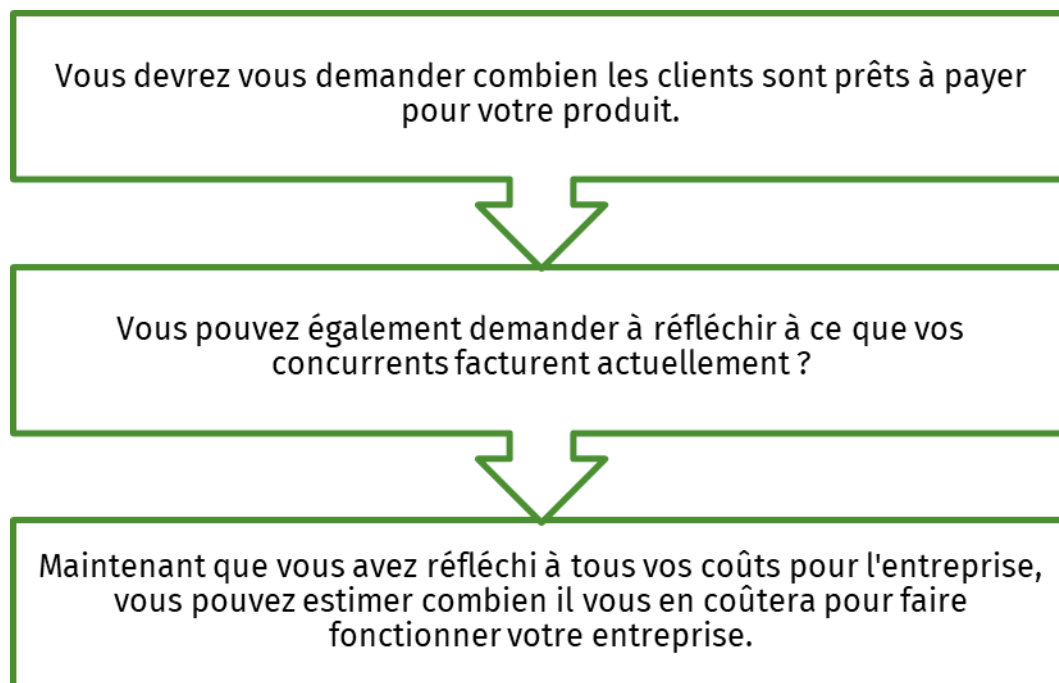 Vous devrez vous demander combien les clients sont prêts à payer
pour votre produit.
Vous pouvez également demander à réfléchir à ce que vos
concurrents facturent actuellement ?
Maintenant que vous avez réfléchi à tous vos coûts pour l'entreprise,
vous pouvez estimer combien il vous en coûtera pour faire
fonctionner votre entreprise.